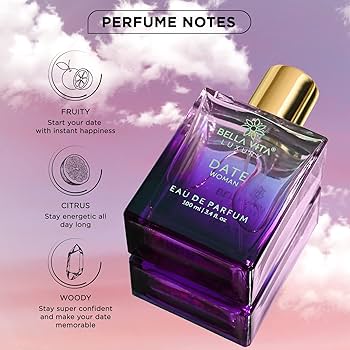 PERFUME NOTES
FRUITY
Start your date
with instant happiness
CITRUS
Stay energetic all
day long
WOODY
Stay super confident
and make your date
memorable
BELLA VITA®
LUXURY
DATE
WOMAN
EAU DE PARFUM
100 ml | 3.4 fl. oz